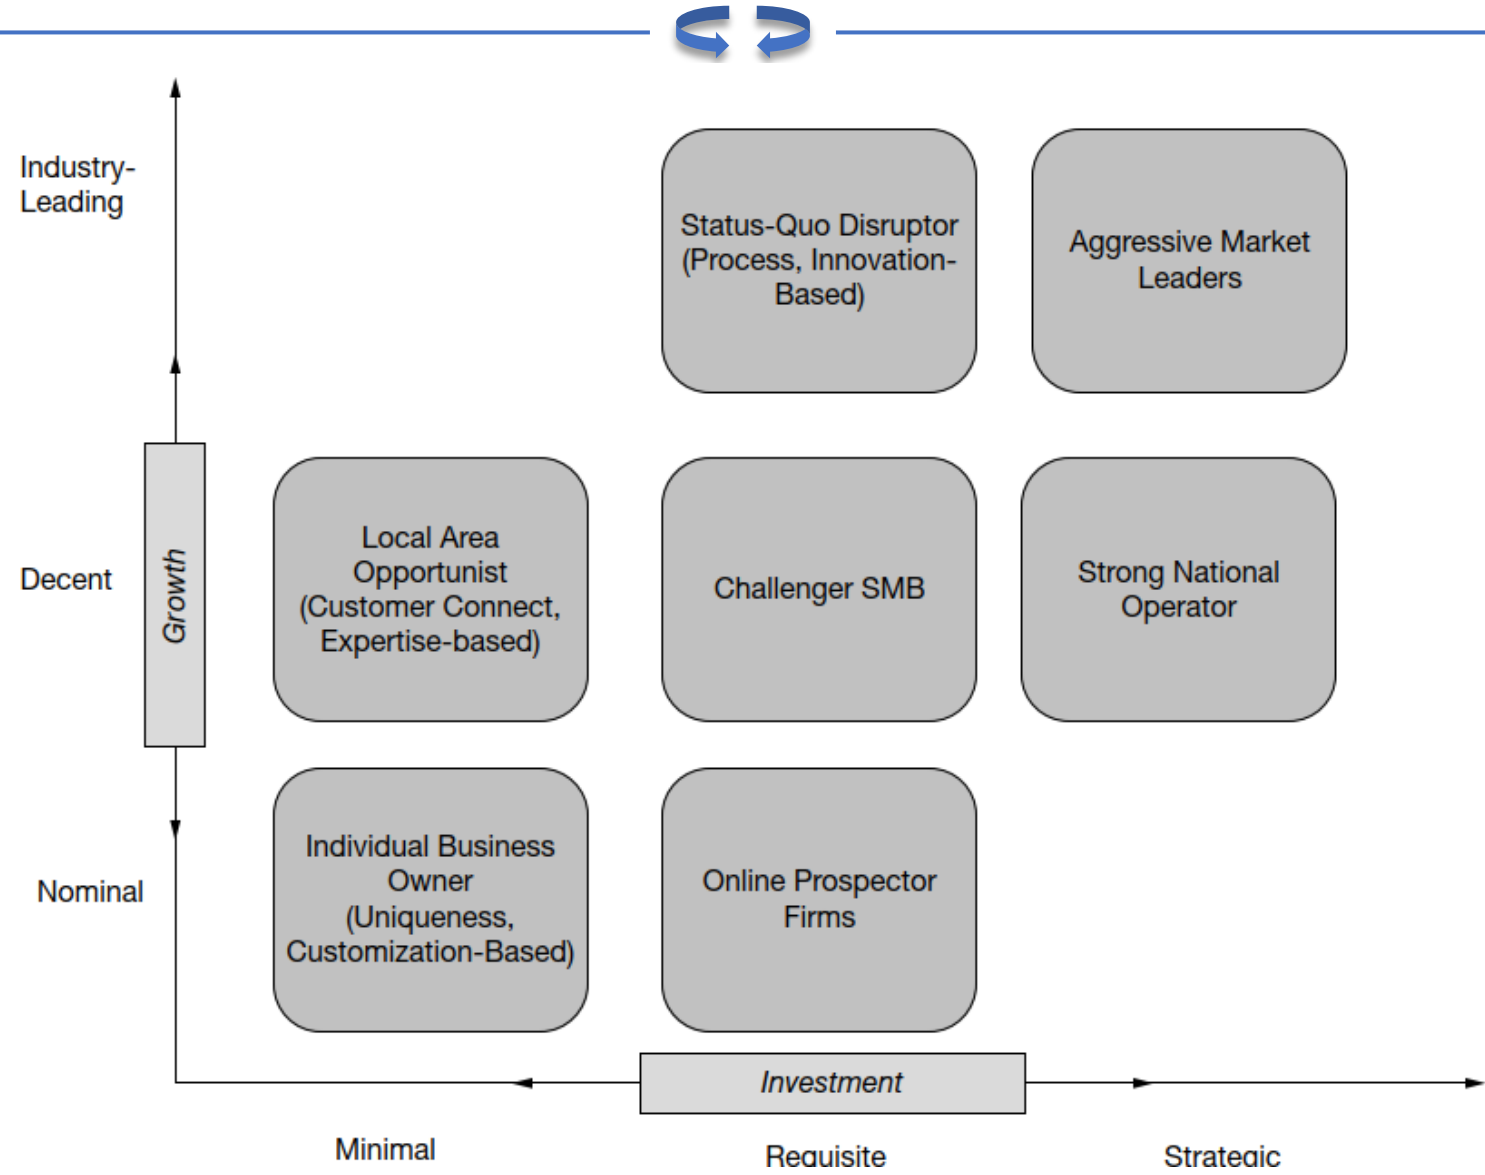 Industry-
Leading
Status-Quo Disruptor
(Process, Innovation-
Based)
Aggressive Market
Leaders
Decent
Growth
Local Area
Opportunist
(Customer Connect,
Expertise-based)
Challenger SMB
Strong National
Operator
Nominal
Individual Business
Owner
(Uniqueness,
Customization-Based)
Online Prospector
Firms
Investment
Minimal
Requisite
Strategic